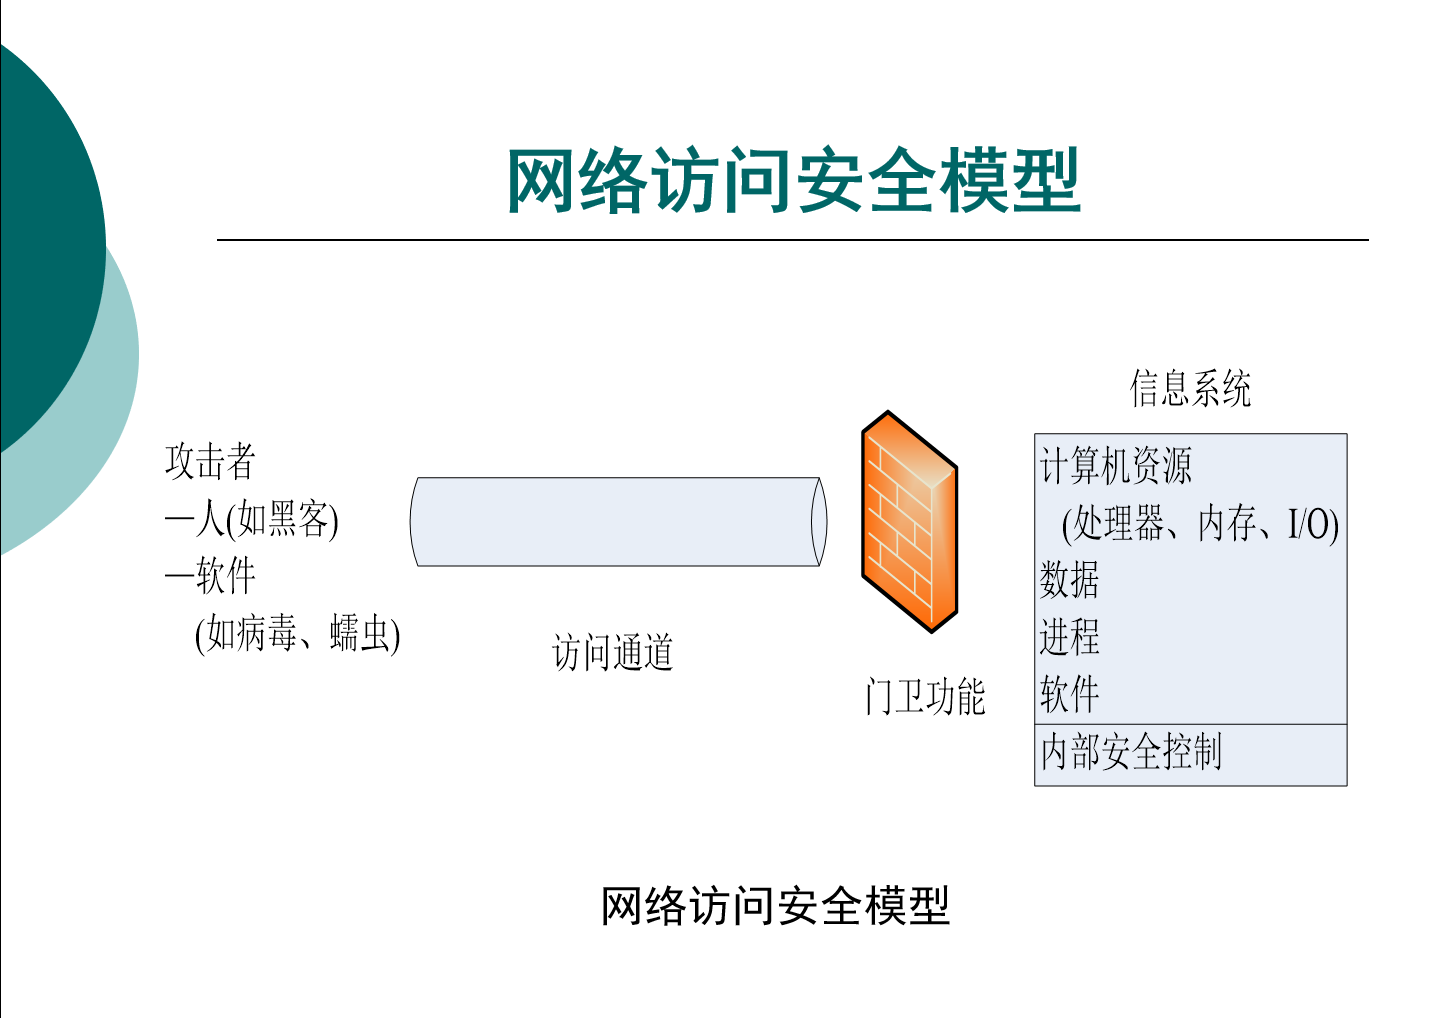 网络访问安全模型
信息系统
攻击者
—人(如黑客)
—软件
(如病毒、蠕虫)
访问通道
门卫功能
计算机资源
(处理器、内存、I/O)
数据
进程
软件
内部安全控制
网络访问安全模型